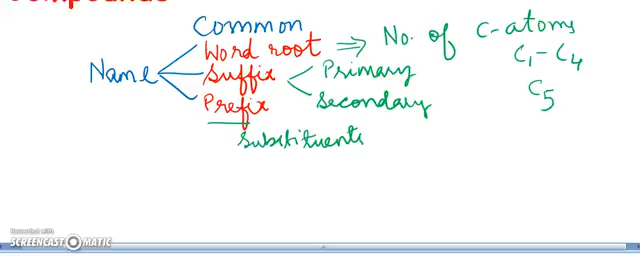 Compounds
Common
Name
Word root ⇒ No. of C-atoms
Suffix
Primary
Secondary
Prefix
Substituents
C₁ - C₄
C₅
Recorded with
SCREENCAST MATIC